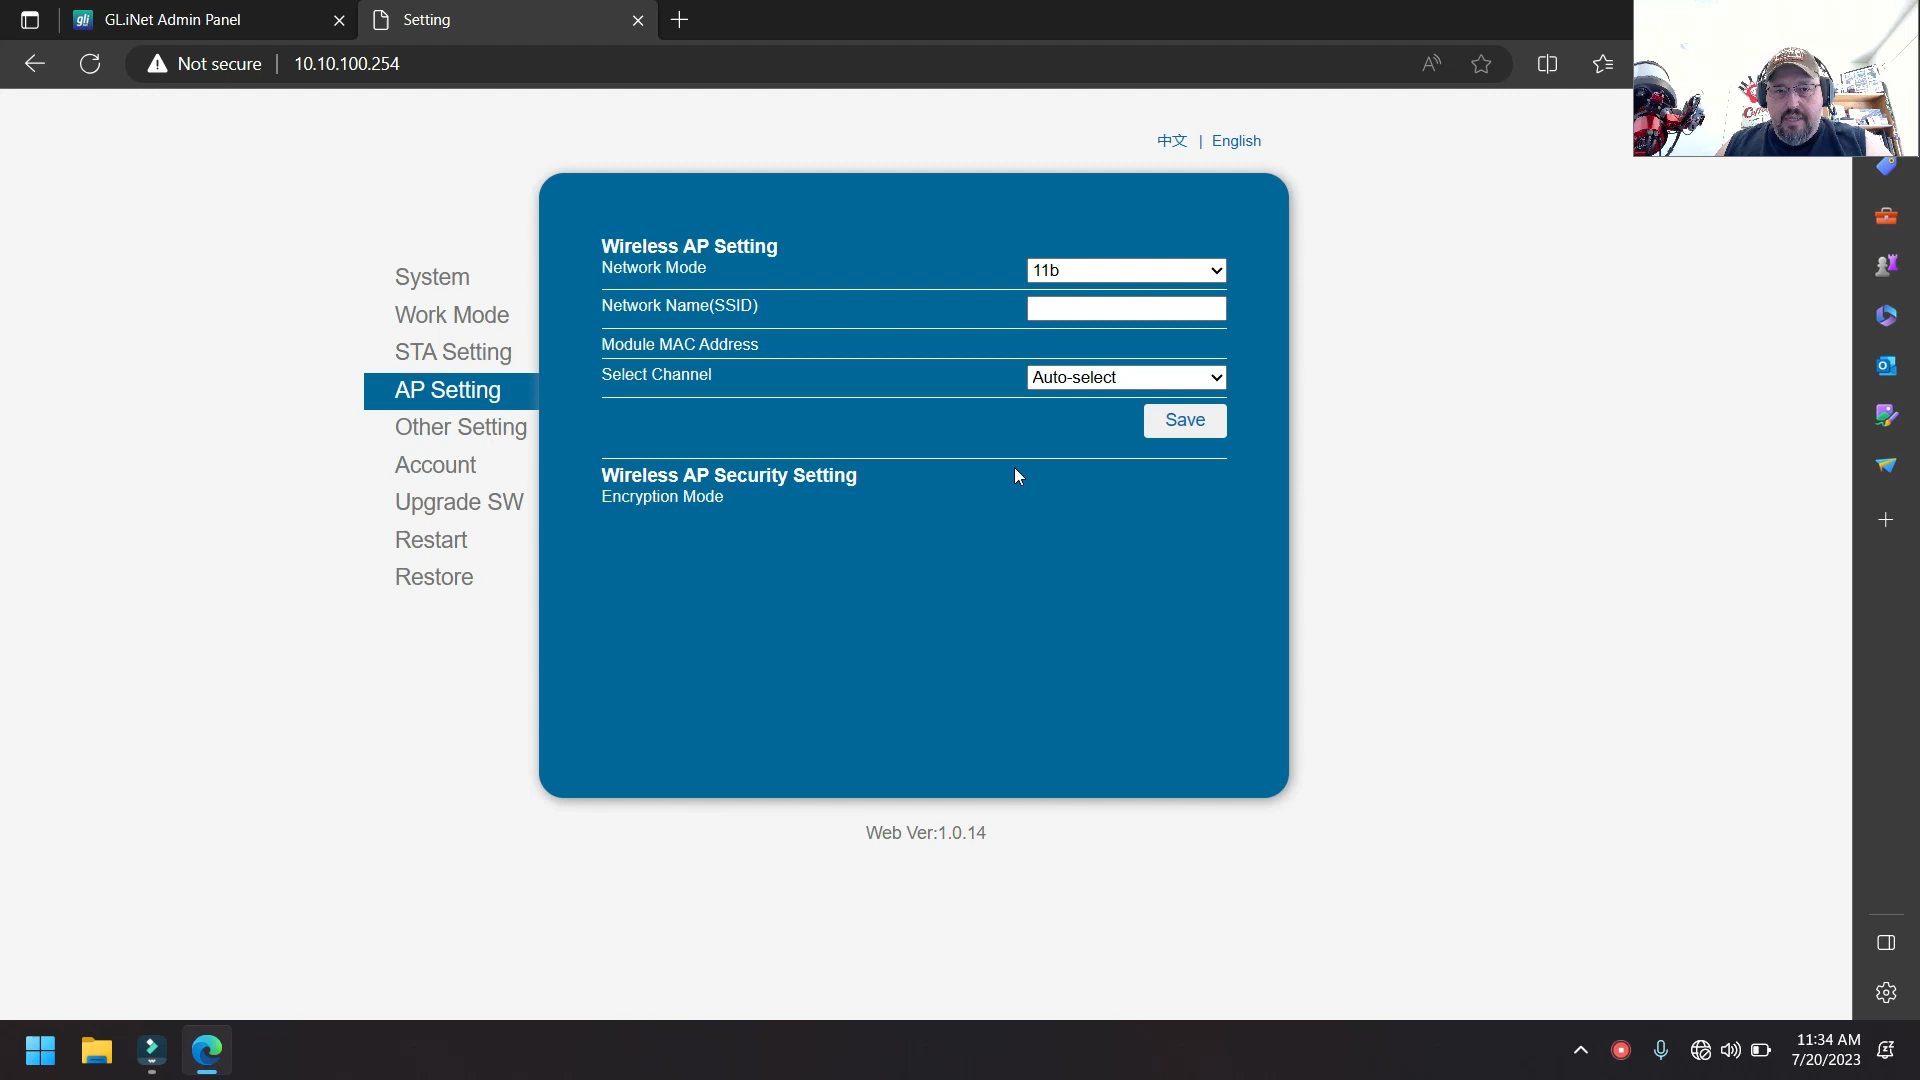 GL.iNet Admin Panel
Setting
Not secure
10.10.100.254
中文 | English
System
Work Mode
STA Setting
AP Setting
Other Setting
Account
Upgrade SW
Restart
Restore
Wireless AP Setting
Network Mode
11b
Network Name(SSID)
Module MAC Address
Select Channel
Auto-select
Save
Wireless AP Security Setting
Encryption Mode
Web Ver:1.0.14
11:34 AM
7/20/2023